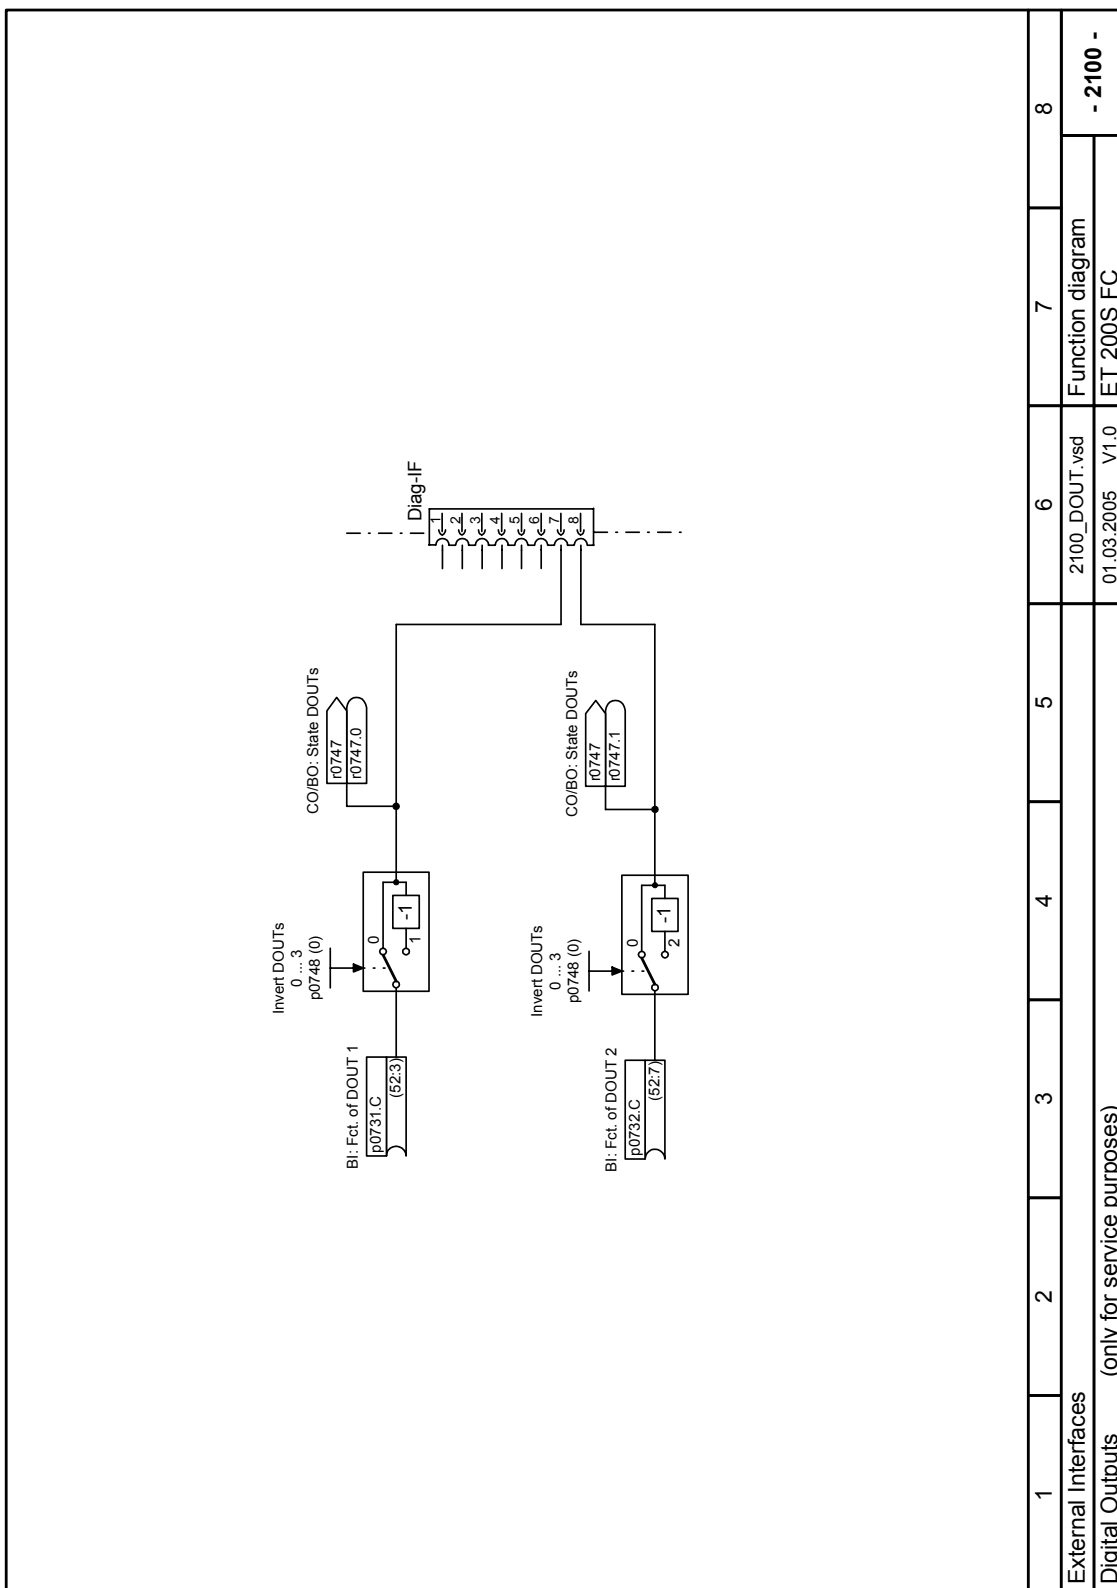 Diag-IF
1
2
3
4
5
6
7
8
Invert DOUTs
0 ... 3
p0748 (0)
CO/BO: State DOUTs
r0747
r0747.0
BI: Fct. of DOUT 1
p0731.C
(52:3)
0
1
-1
Invert DOUTs
0 ... 3
p0748 (0)
CO/BO: State DOUTs
r0747
r0747.1
BI: Fct. of DOUT 2
p0732.C
(52:7)
0
2
-1
1 2 3 4 5 6 7 8
External Interfaces 2100_DOUT.vsd Function diagram - 2100 -
Digital Outputs (only for service purposes) 01.03.2005 V1.0 ET 200S FC